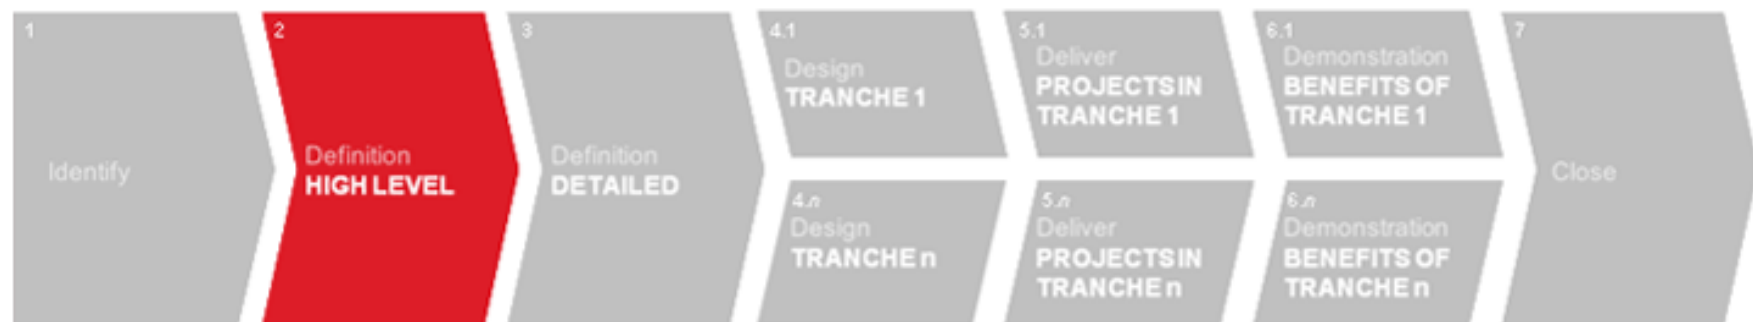 1
Identify
2
Definition
HIGH LEVEL
3
Definition
DETAILED
4.1
Design
TRANCHE 1
5.1
Deliver
PROJECTS IN
TRANCHE 1
6.1
Demonstration
BENEFITS OF
TRANCHE 1
4.n
Design
TRANCHE n
5.n
Deliver
PROJECTS IN
TRANCHE n
6.n
Demonstration
BENEFITS OF
TRANCHE n
7
Close